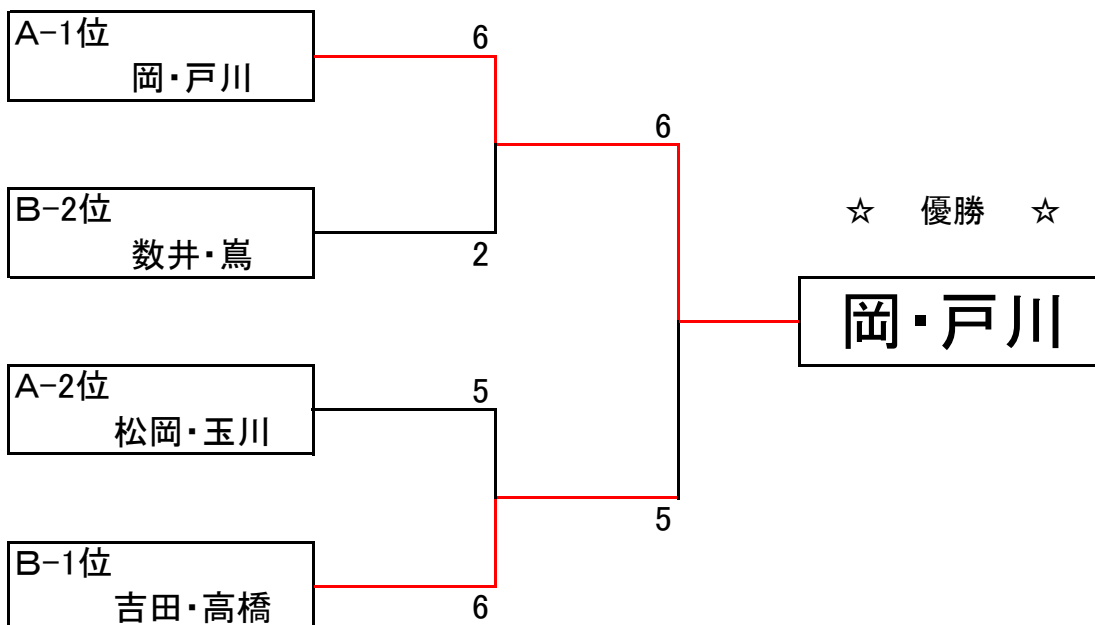 A-1位
岡・戸川
6
B-2位
数井・嶌
2
6
☆ 優勝 ☆
岡・戸川
A-2位
松岡・玉川
5
B-1位
吉田・高橋
6
5